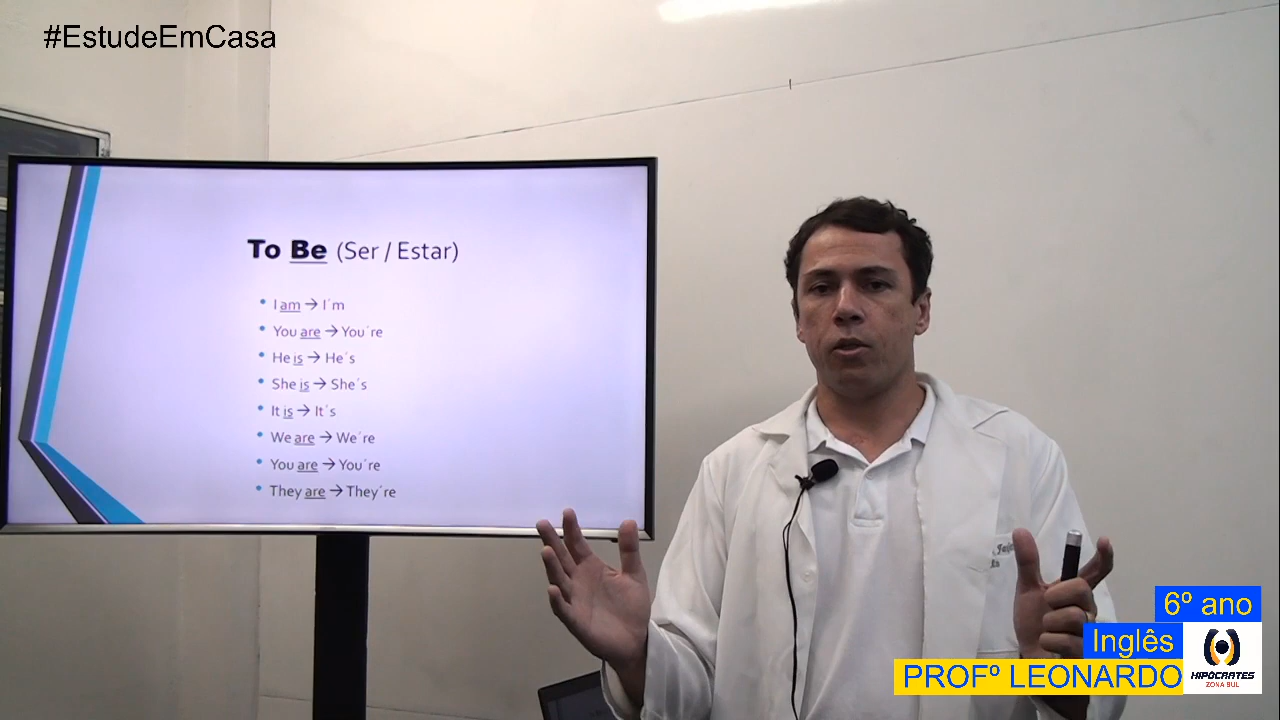 #EstudeEmCasa
To Be (Ser / Estar)
• I am → I´m
• You are → You´re
• He is → He´s
• She is → She´s
• It is → It´s
• We are → We´re
• You are → You´re
• They are → They´re
6º ano
Inglês
PROFº LEONARDO
HIPÓCRATES
ZONA SUL